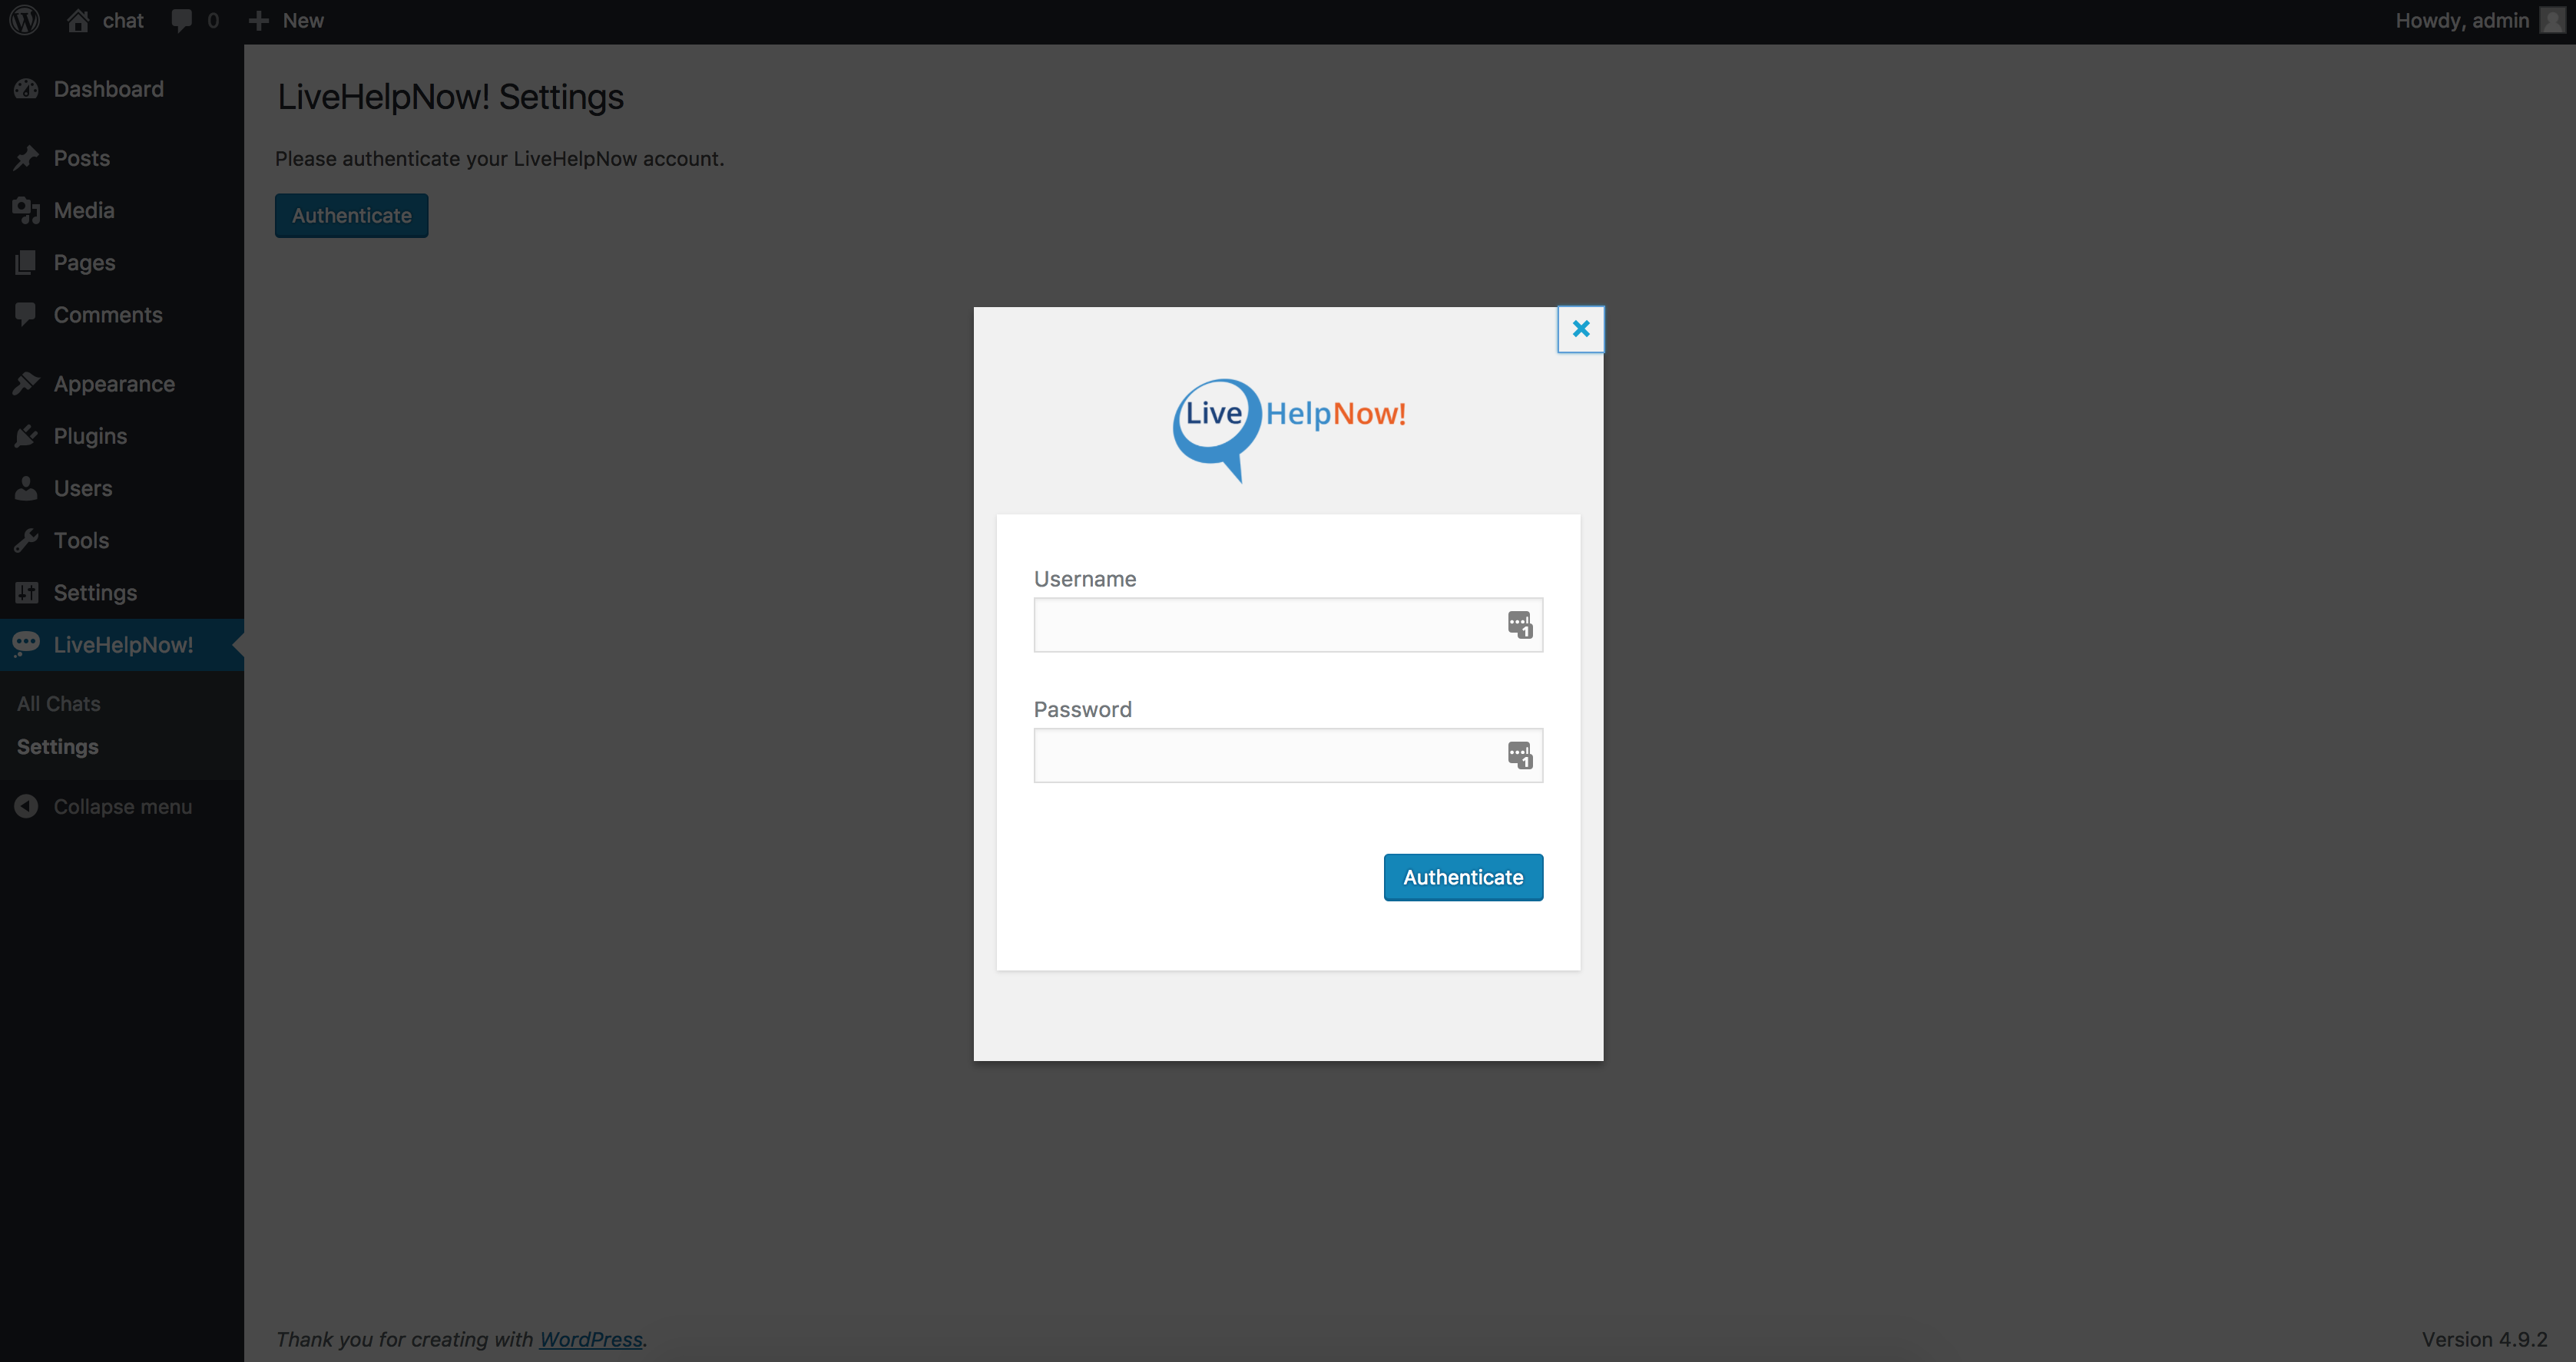 chat
0
New
Howdy, admin
Dashboard
Posts
Media
Pages
Comments
Appearance
Plugins
Users
Tools
Settings
LiveHelpNow!
All Chats
Settings
Collapse menu
LiveHelpNow! Settings
Please authenticate your LiveHelpNow account.
Authenticate
Live HelpNow!
Username
1
Password
1
Authenticate
Thank you for creating with WordPress.
Version 4.9.2